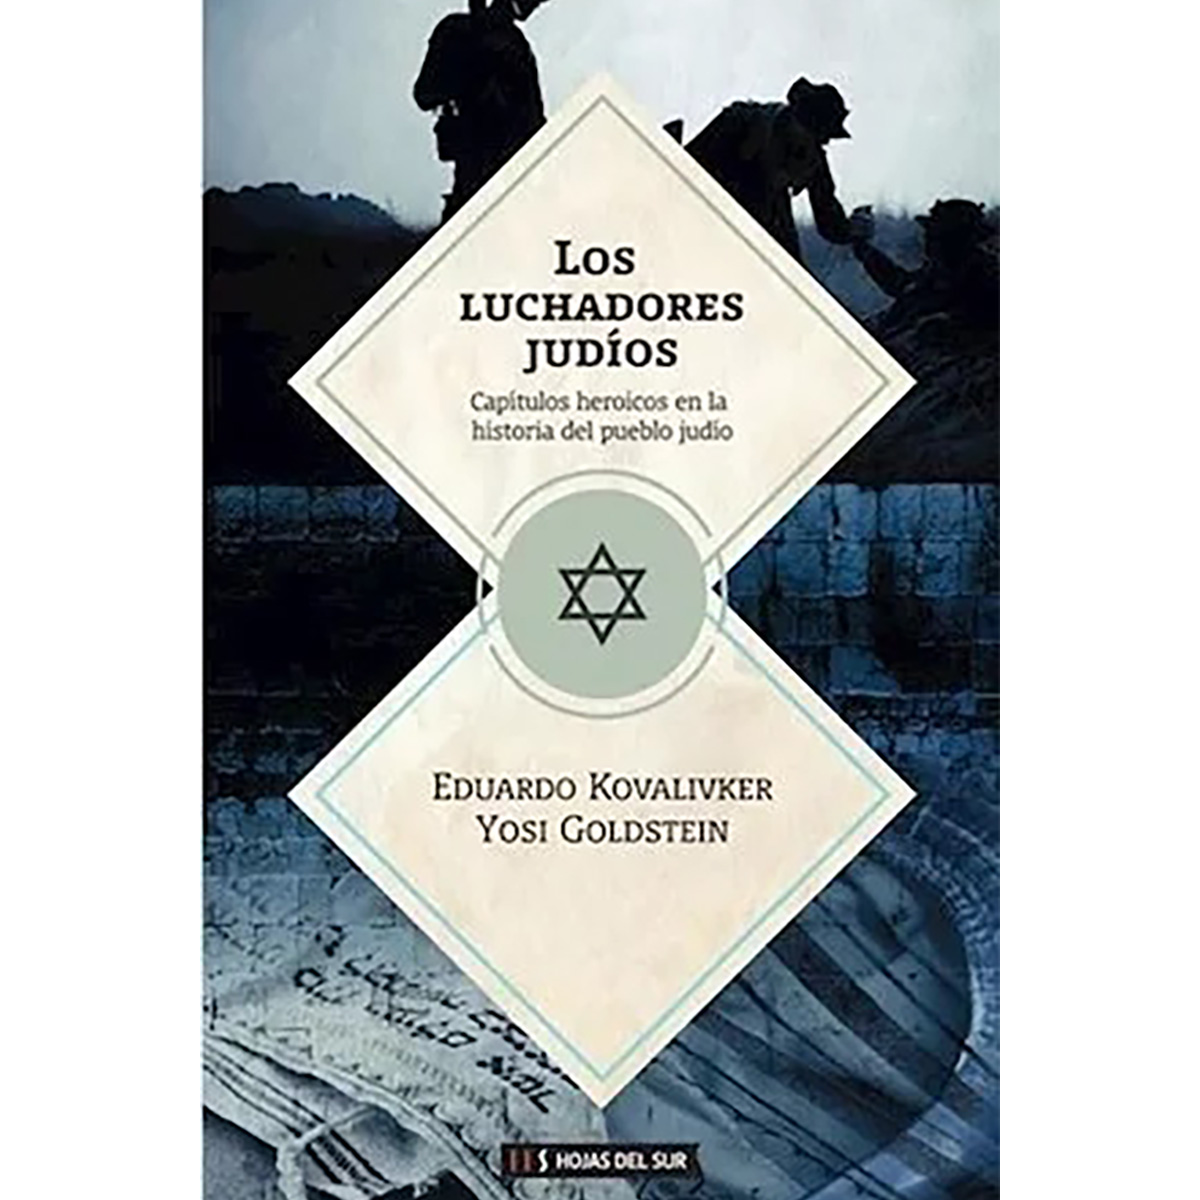 Los
luchadores
judíos
Capítulos heroicos en la
historia del pueblo judío
Eduardo Kovalivker
Yosi Goldstein
HOJAS DEL SUR